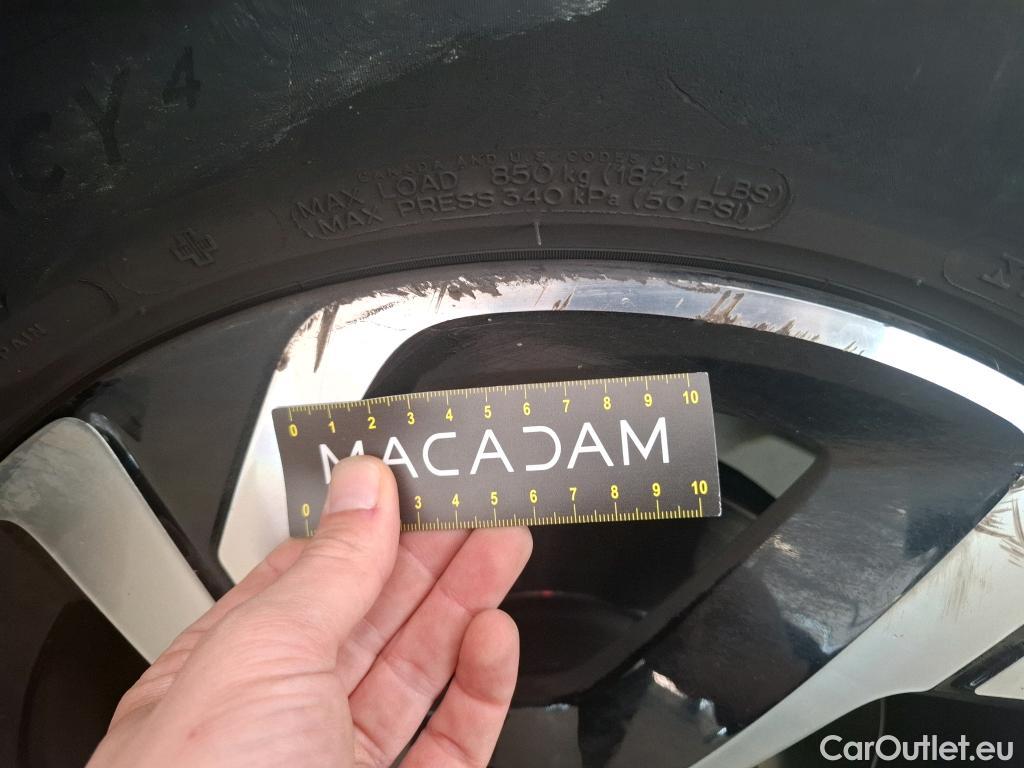 CY 4
CANADA AND U.S. CODES ONLY
MAX LOAD 850 kg (1874 LBS)
MAX PRESS 340 kPa (50 PSI)
0 1 2 3 4 5 6 7 8 9 10
MACADAM
0 3 4 5 6 7 8 9 10
CarOutlet.eu